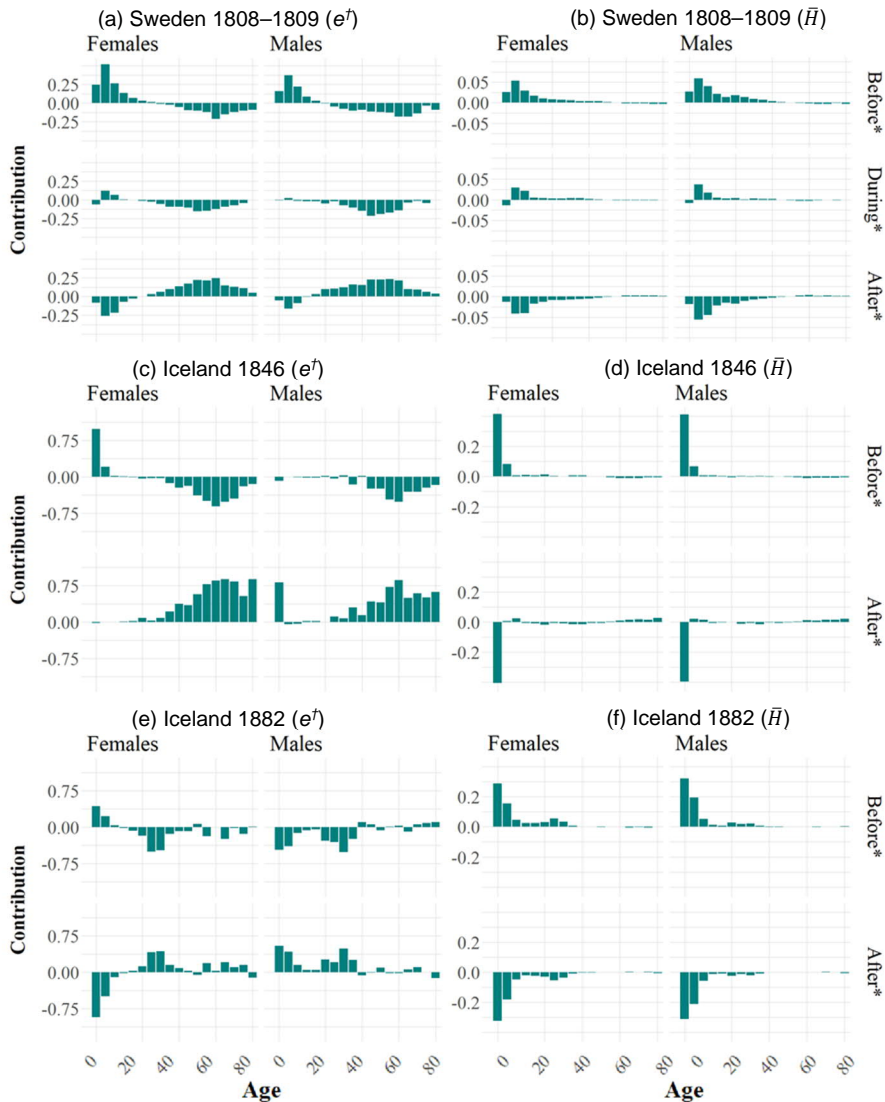 (a) Sweden 1808–1809 (e†)
Females Males
0.25
0.00
-0.25
0.25
0.00
-0.25
0.25
0.00
-0.25
Contribution
(b) Sweden 1808–1809 (H̄)
Females Males
0.05
0.00
-0.05
0.05
0.00
-0.05
0.05
0.00
-0.05
Before*
During*
After*
(c) Iceland 1846 (e†)
Females Males
0.75
0.00
-0.75
0.75
0.00
-0.75
Contribution
(d) Iceland 1846 (H̄)
Females Males
0.2
0.0
-0.2
0.2
0.0
-0.2
Before*
After*
(e) Iceland 1882 (e†)
Females Males
0.75
0.00
-0.75
0.75
0.00
-0.75
Contribution
0 20 40 60 80 0 20 40 60 80
Age
(f) Iceland 1882 (H̄)
Females Males
0.2
0.0
-0.2
0.2
0.0
-0.2
Before*
After*
0 20 40 60 80 0 20 40 60 80
Age